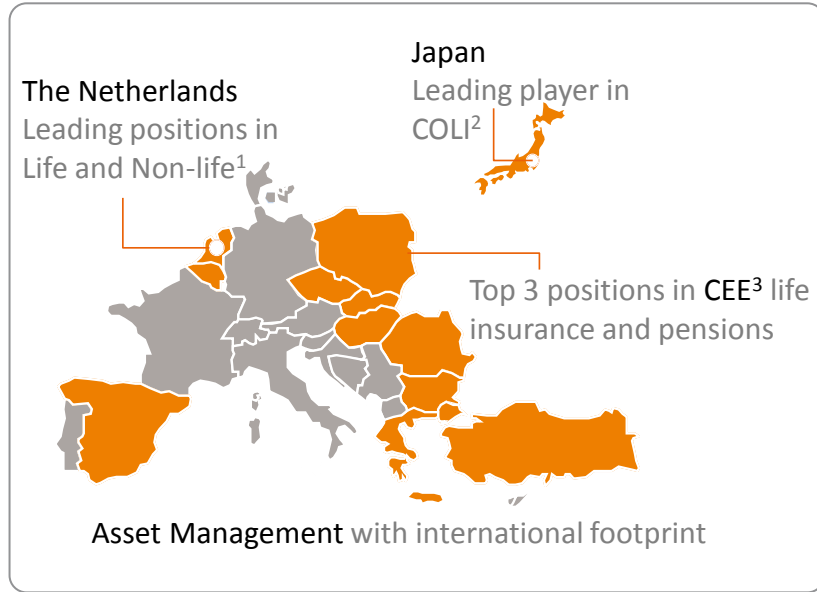 The Netherlands
Leading positions in
Life and Non-life¹
Japan
Leading player in
COLI²
Top 3 positions in CEE³ life
insurance and pensions
Asset Management with international footprint